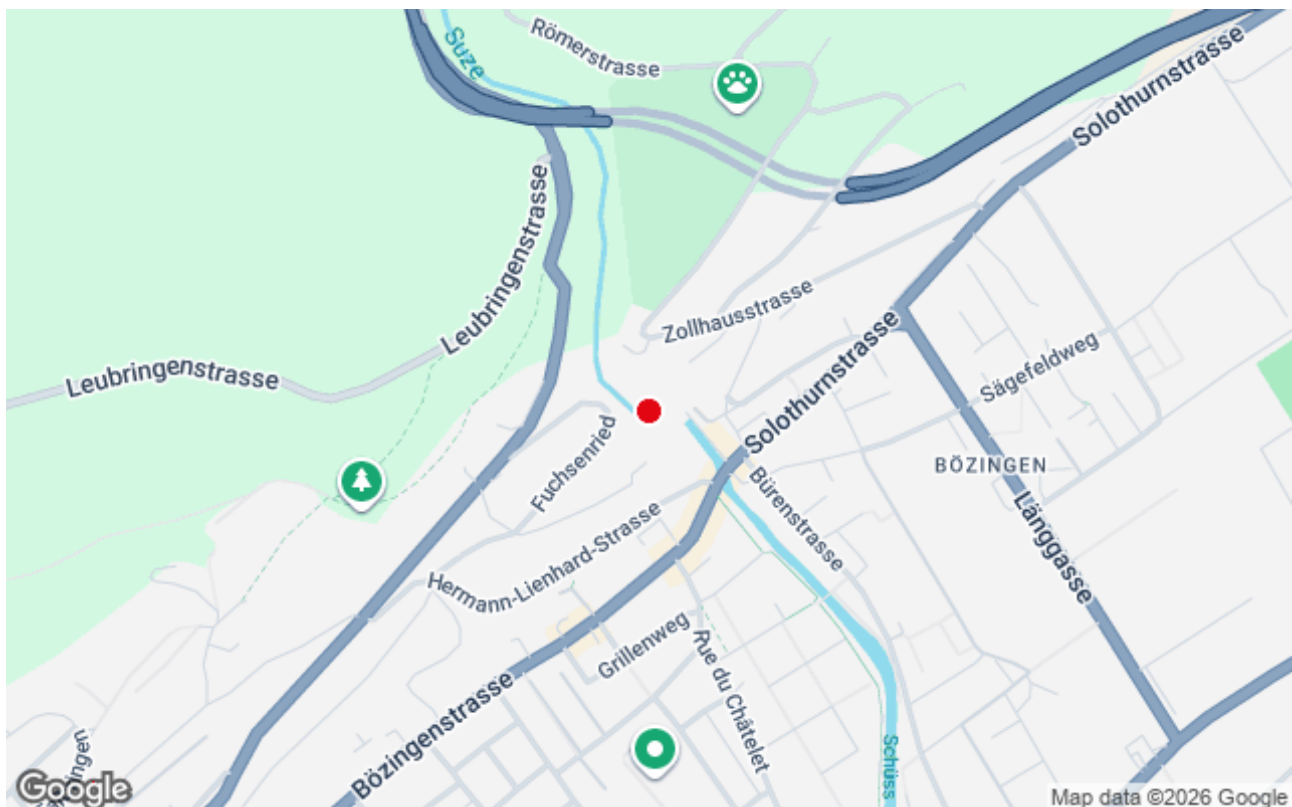 Suze
Römerstrasse
Solothurnstrasse
Leubringenstrasse
Zollhausstrasse
Leubringenstrasse
Sägefeldweg
Solothurnstrasse
BÖZINGEN
Fuchsenried
Bürenstrasse
Länggasse
Hermann-Lienhard-Strasse
Grillenweg
Rue du Châtelet
Bözingenstrasse
Schüss
Google
Map data ©2026 Google